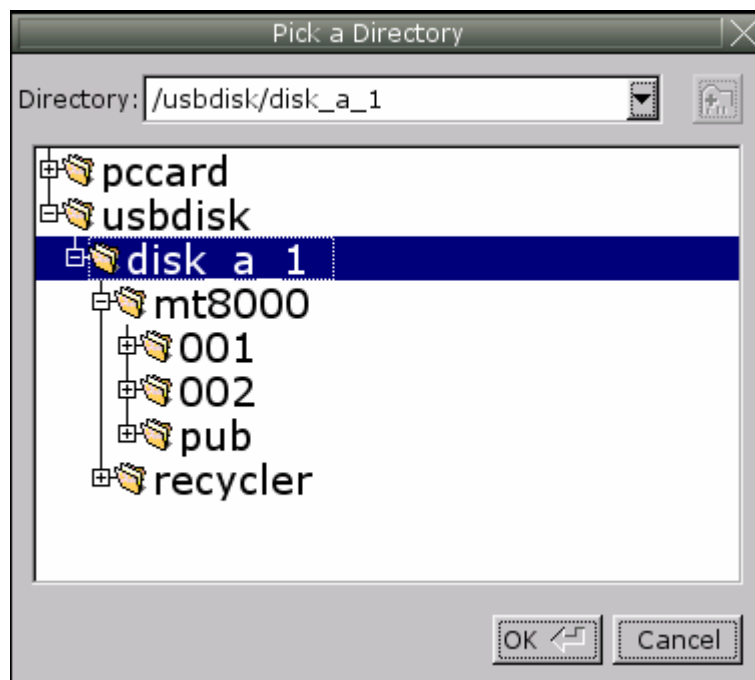 Pick a Directory
Directory: /usbdisk/disk_a_1
pccard
usbdisk
disk_a_1
mt8000
001
002
pub
recycler
OK
Cancel